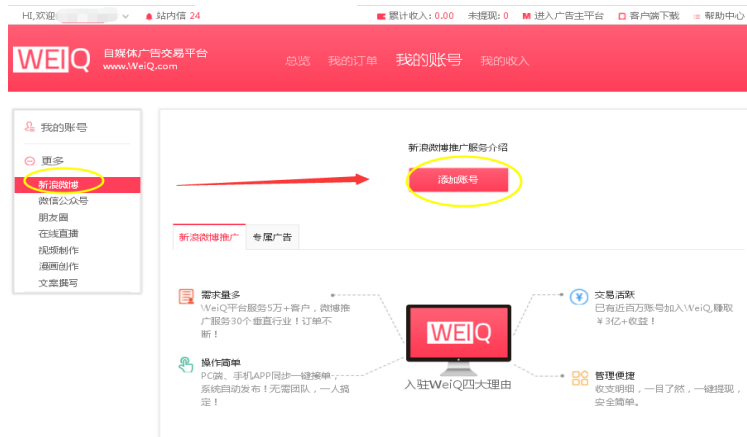 HI,欢迎
站内信 24
累计收入: 0.00 未提现: 0 进入广告主平台 客户端下载 帮助中心
WEIQ
自媒体广告交易平台
www.WeiQ.com
总览 我的订单 我的账号 我的收入
我的账号
更多
新浪微博
微信公众号
朋友圈
在线直播
视频制作
漫画创作
文案撰写
新浪微博推广服务介绍
添加账号
新浪微博推广 专属广告
需求量多
WeiQ平台服务5万+客户，微博推
广服务30个垂直行业！订单不
断！
操作简单
PC端、手机APP同步一键接单，
系统自动发布！无需团队，一人搞
定！
WEIQ
入驻WeiQ四大理由
交易活跃
已有近百万账号加入WeiQ,赚取
￥3亿+收益！
管理便捷
收支明细，一目了然，一键提现，
安全简单。